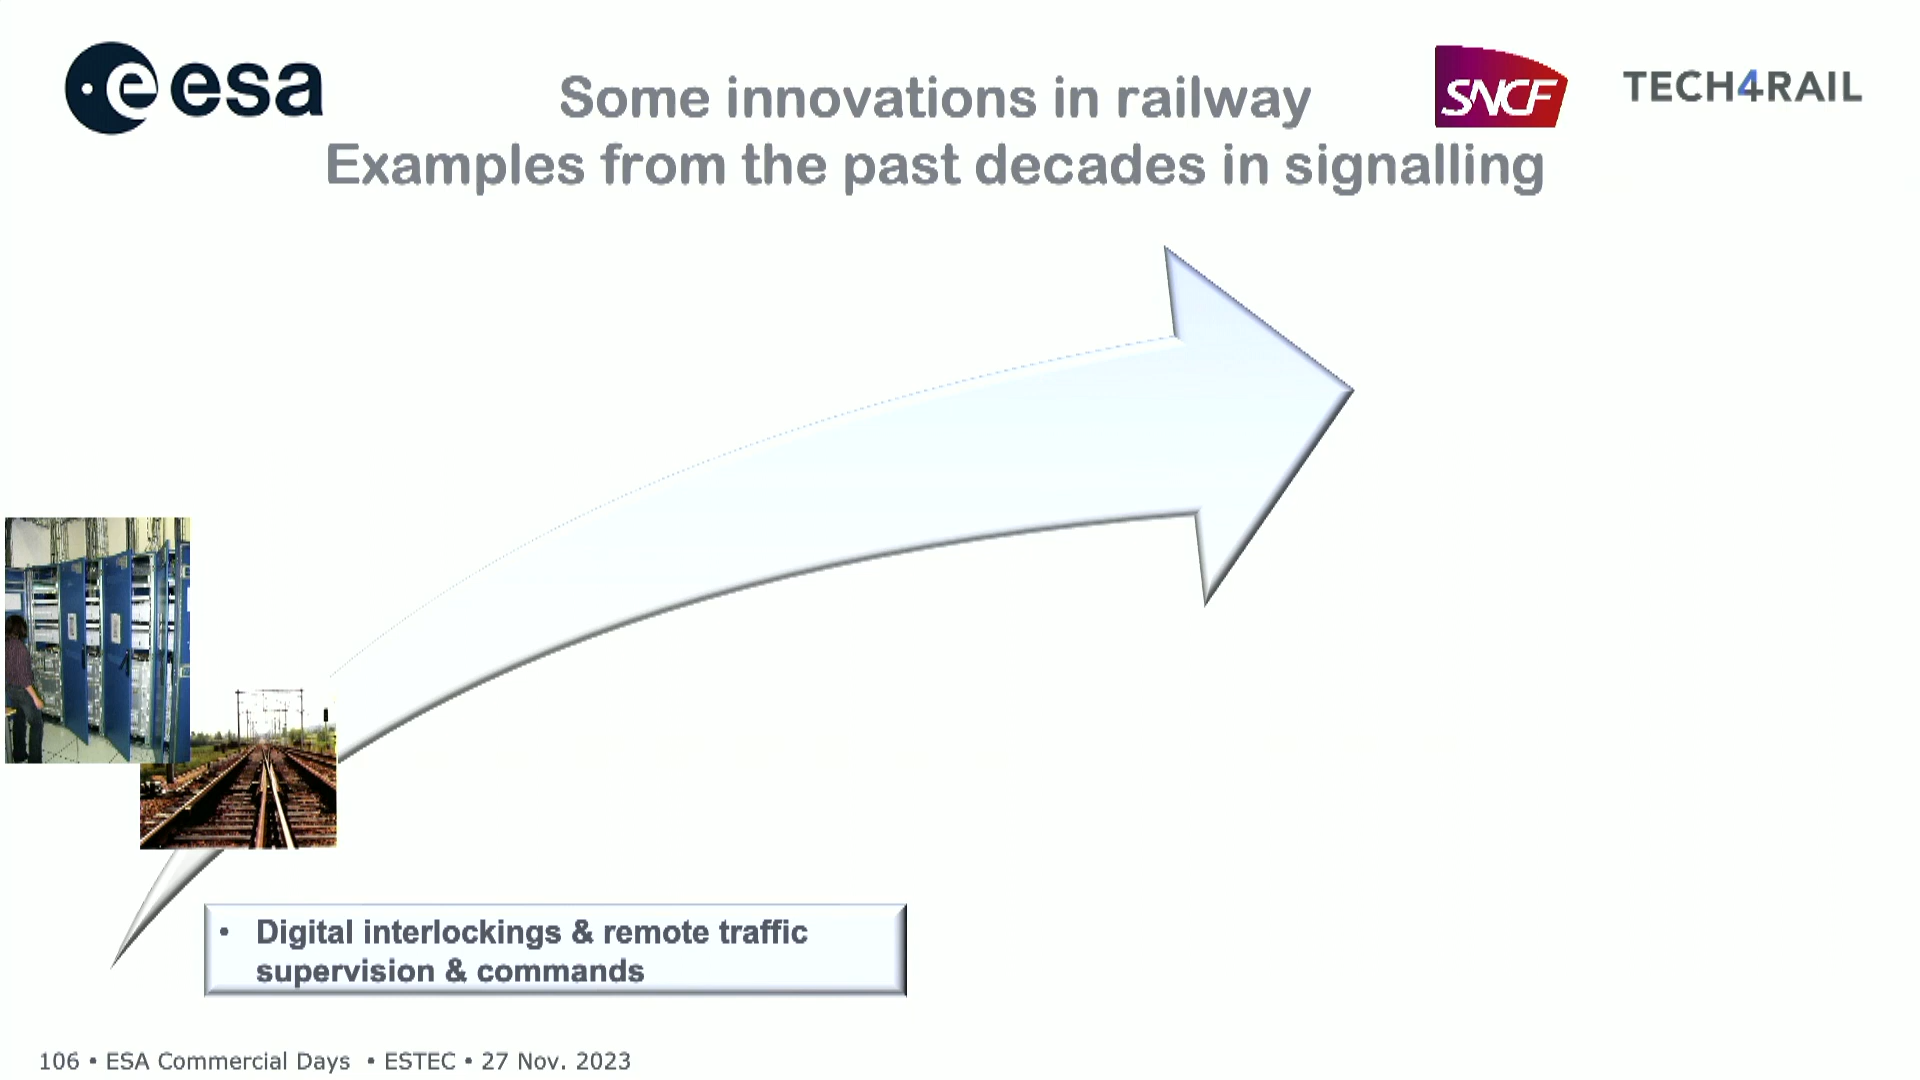 esa
Some innovations in railway
SNCF
TECH4RAIL
Examples from the past decades in signalling
• Digital interlockings & remote traffic
supervision & commands
106 • ESA Commercial Days • ESTEC • 27 Nov. 2023